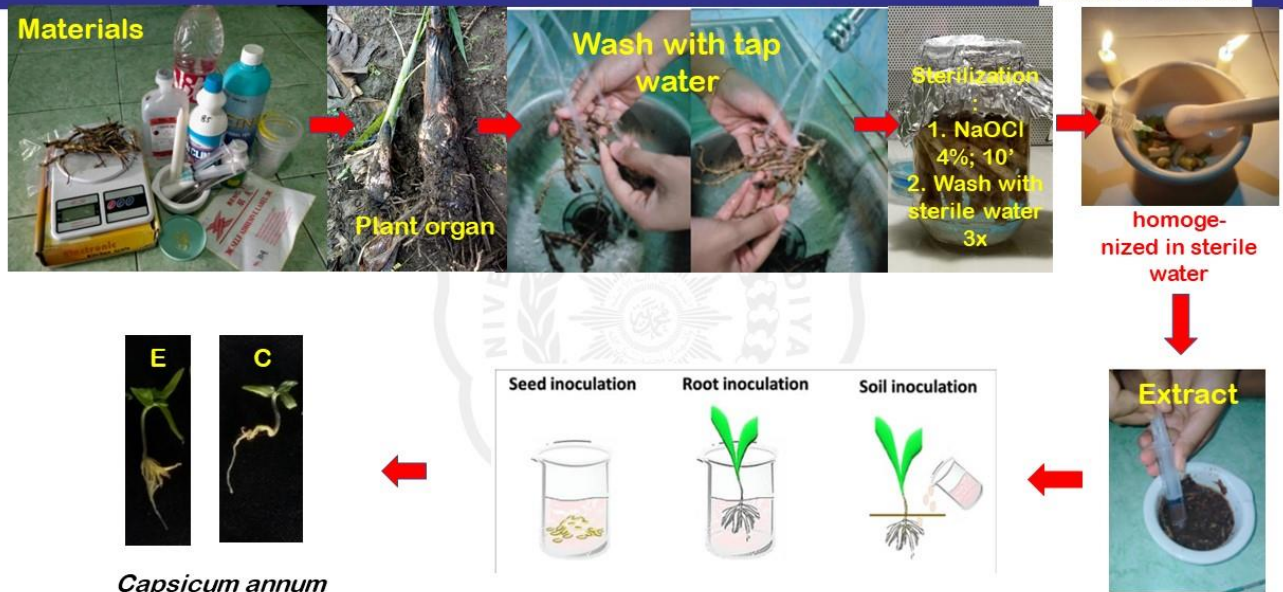 Materials
Plant organ
Wash with tap
water
Sterilization
:
1. NaOCl
4%; 10'
2. Wash with
sterile water
3x
homoge-
nized in sterile
water
Extract
Seed inoculation
Root inoculation
Soil inoculation
E
C
Capsicum annum